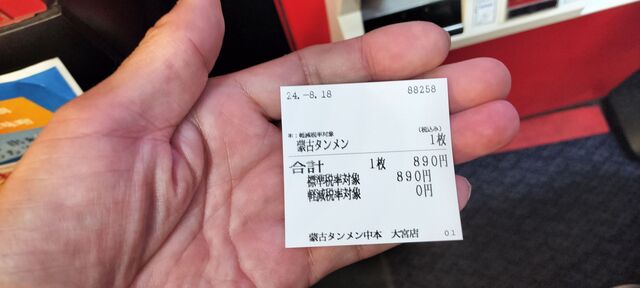 24.-8.18 88258
※：軽減税率対象 (税込み)
蒙古タンメン 1枚
合計 1枚 890円
標準税率対象 890円
軽減税率対象 0円
蒙古タンメン中本 大宮店 01